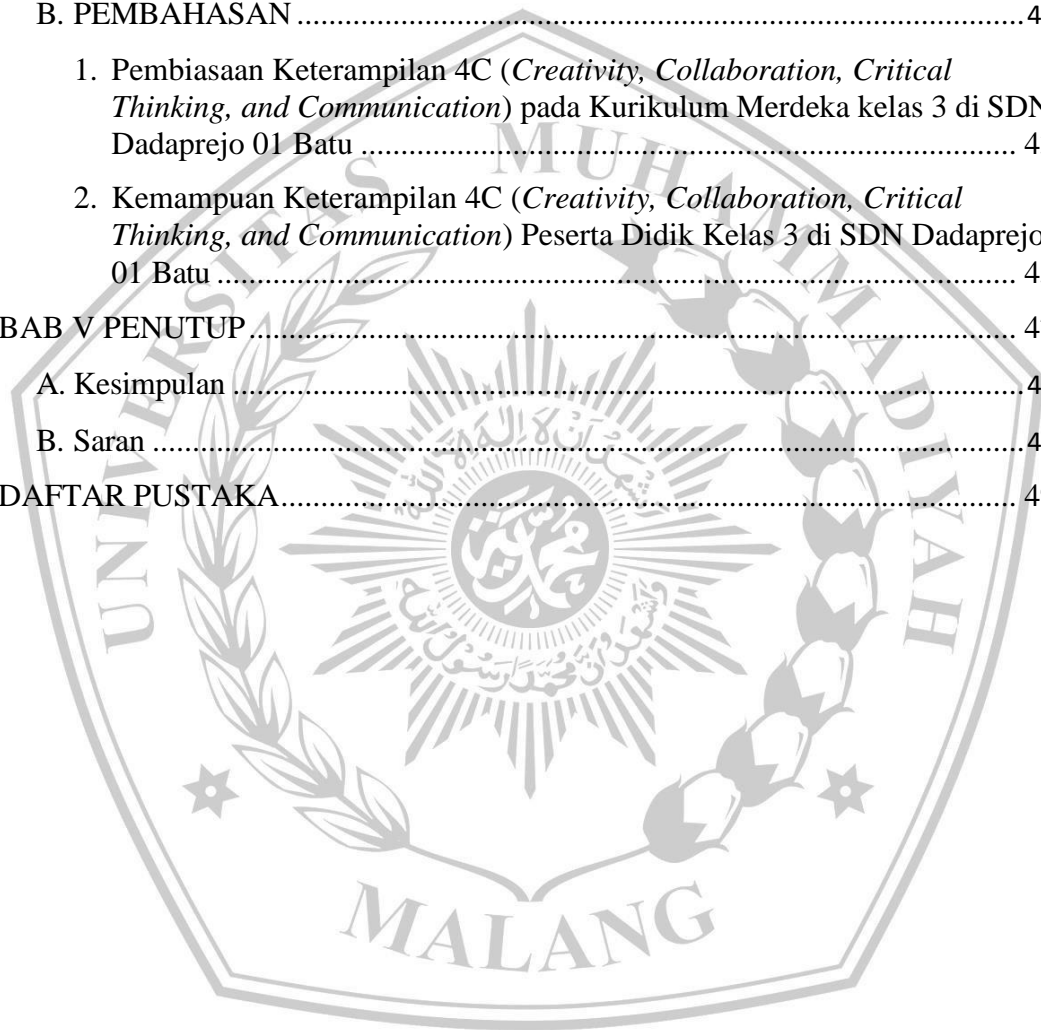 B. PEMBAHASAN ........................................................................................... 4
1. Pembiasaan Keterampilan 4C (Creativity, Collaboration, Critical
Thinking, and Communication) pada Kurikulum Merdeka kelas 3 di SDN
Dadaprejo 01 Batu ................................................................................... 4
2. Kemampuan Keterampilan 4C (Creativity, Collaboration, Critical
Thinking, and Communication) Peserta Didik Kelas 3 di SDN Dadaprejo
01 Batu ..................................................................................................... 4
BAB V PENUTUP ................................................................................................ 4
A. Kesimpulan ................................................................................................... 4
B. Saran ............................................................................................................. 4
DAFTAR PUSTAKA ............................................................................................ 4
UNIVERSITAS MUHAMMADIYAH
MALANG